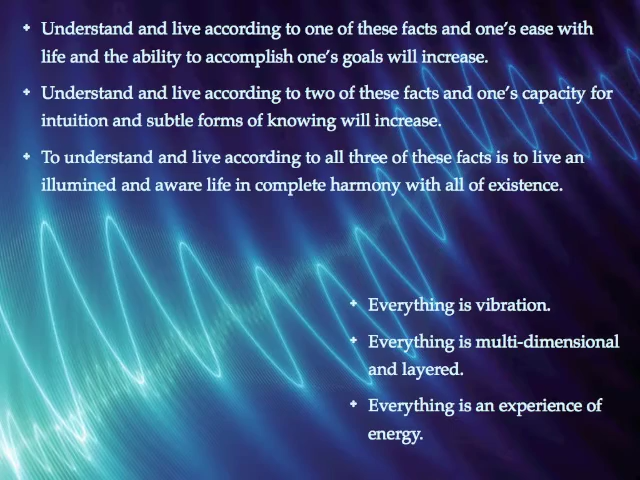 Understand and live according to one of these facts and one's ease with
life and the ability to accomplish one's goals will increase.
Understand and live according to two of these facts and one's capacity for
intuition and subtle forms of knowing will increase.
To understand and live according to all three of these facts is to live an
illumined and aware life in complete harmony with all of existence.
Everything is vibration.
Everything is multi-dimensional
and layered.
Everything is an experience of
energy.